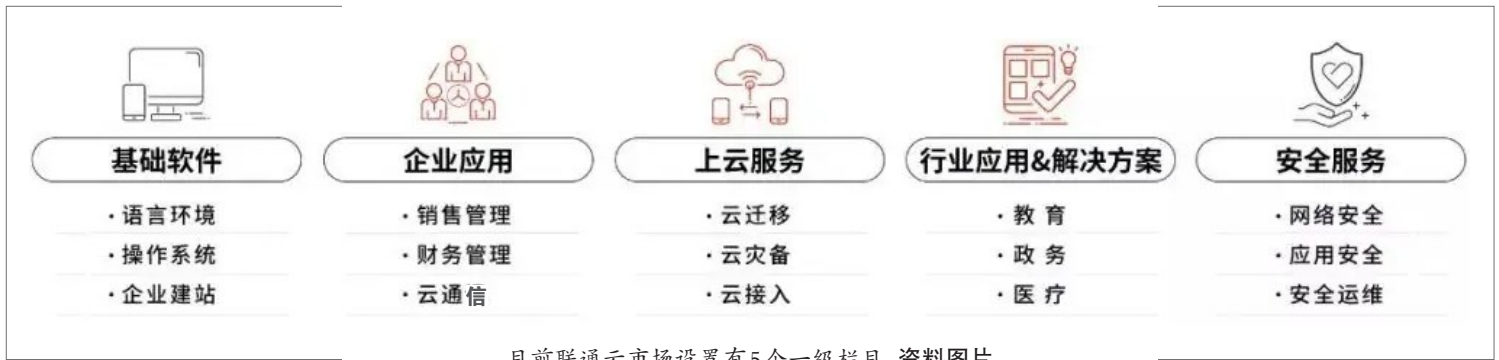 基础软件
·语言环境
·操作系统
·企业建站
企业应用
·销售管理
·财务管理
·云通信
上云服务
·云迁移
·云灾备
·云接入
行业应用&解决方案
·教 育
·政 务
·医 疗
安全服务
·网络安全
·应用安全
·安全运维
目前联通云市场设置有5个一级栏目 资料图片